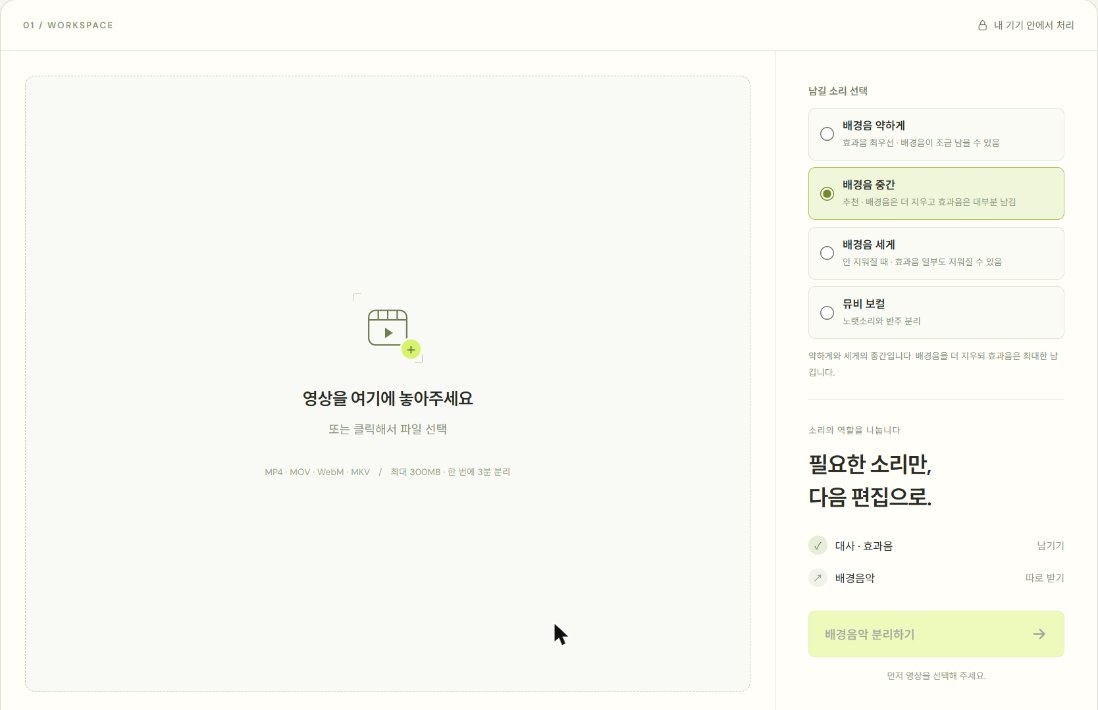 01 / WORKSPACE
내 기기 안에서 처리
영상을 여기에 놓아주세요
또는 클릭해서 파일 선택
MP4 · MOV · WebM · MKV / 최대 300MB · 한 번에 3분 분리
남길 소리 선택
배경음 약하게
효과음 최우선 · 배경음이 조금 남을 수 있음
배경음 중간
추천 · 배경음은 더 지우고 효과음은 대부분 남김
배경음 세게
안 지워질 때 · 효과음 일부도 지워질 수 있음
뮤비 보컬
노랫소리와 반주 분리
약하게와 세게의 중간입니다. 배경음을 더 지우되 효과음은 최대한 남
깁니다.
소리의 역할을 나눕니다
필요한 소리만,
다음 편집으로.
대사 · 효과음 남기기
배경음악 따로 받기
배경음악 분리하기
먼저 영상을 선택해 주세요.